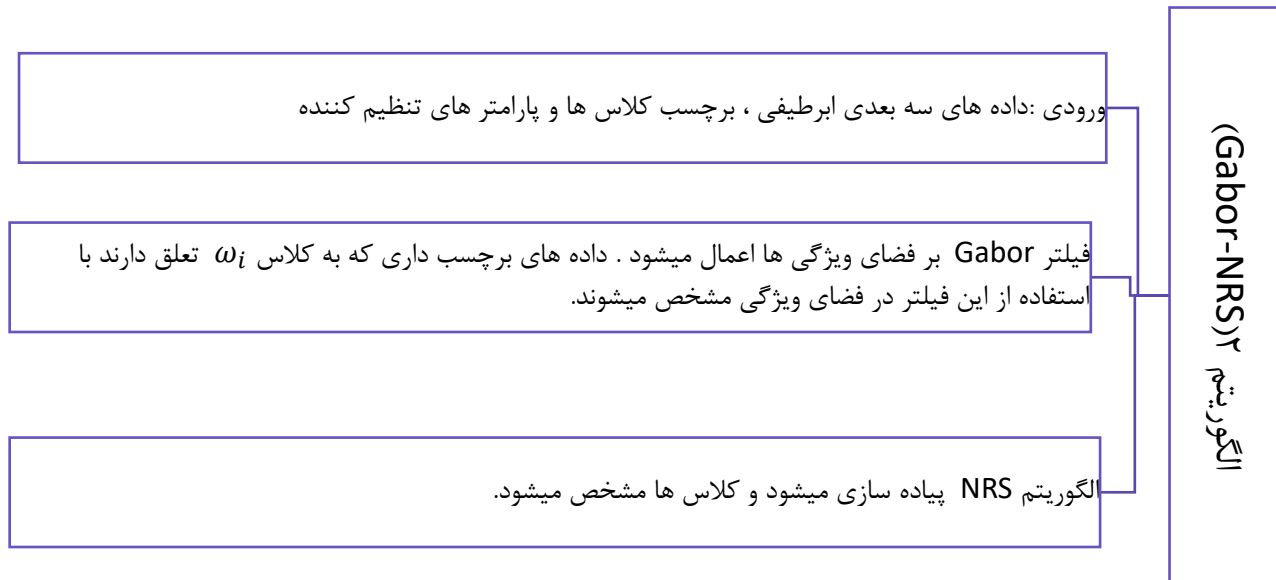 الگوریتم ۲(Gabor-NRS)
ورودی :داده های سه بعدی ابرطیفی ، برچسب کلاس ها و پارامتر های تنظیم کننده
فیلتر Gabor بر فضای ویژگی ها اعمال میشود . داده های برچسب داری که به کلاس ωi تعلق دارند با
استفاده از این فیلتر در فضای ویژگی مشخص میشوند.
الگوریتم NRS پیاده سازی میشود و کلاس ها مشخص میشود.